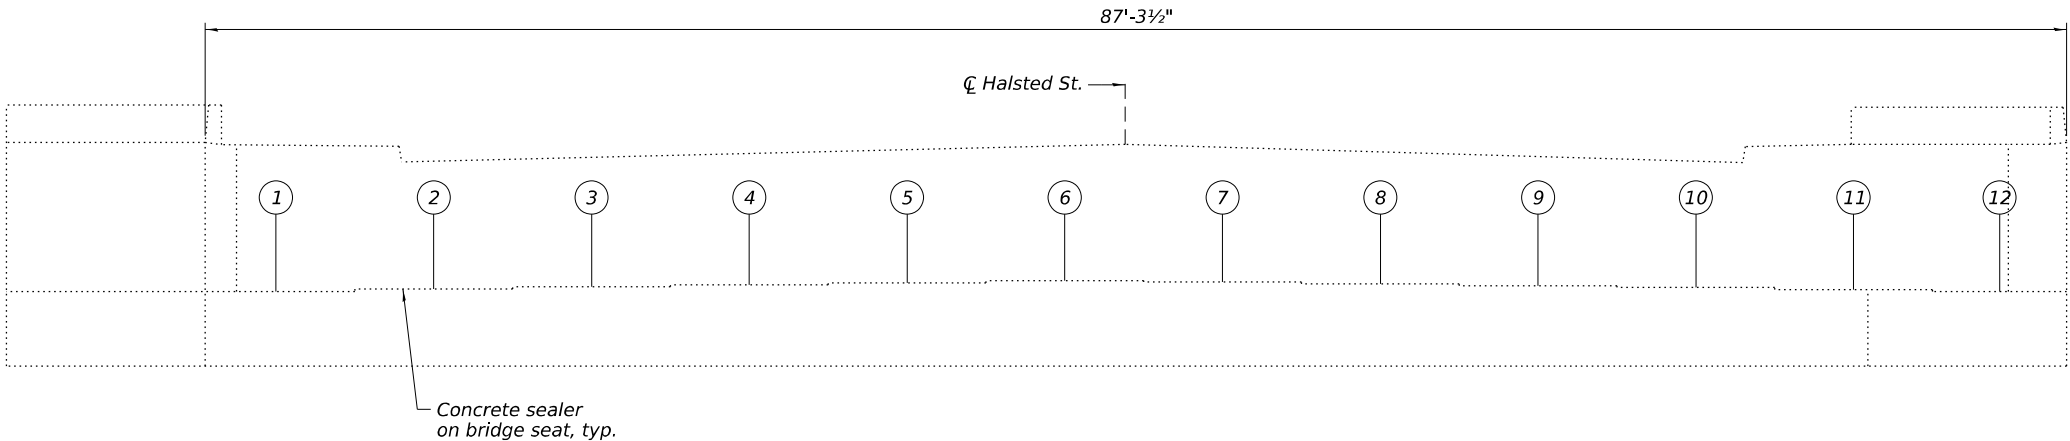 87'-3½"
℄ Halsted St.
1 2 3 4 5 6 7 8 9 10 11 12
Concrete sealer
on bridge seat, typ.